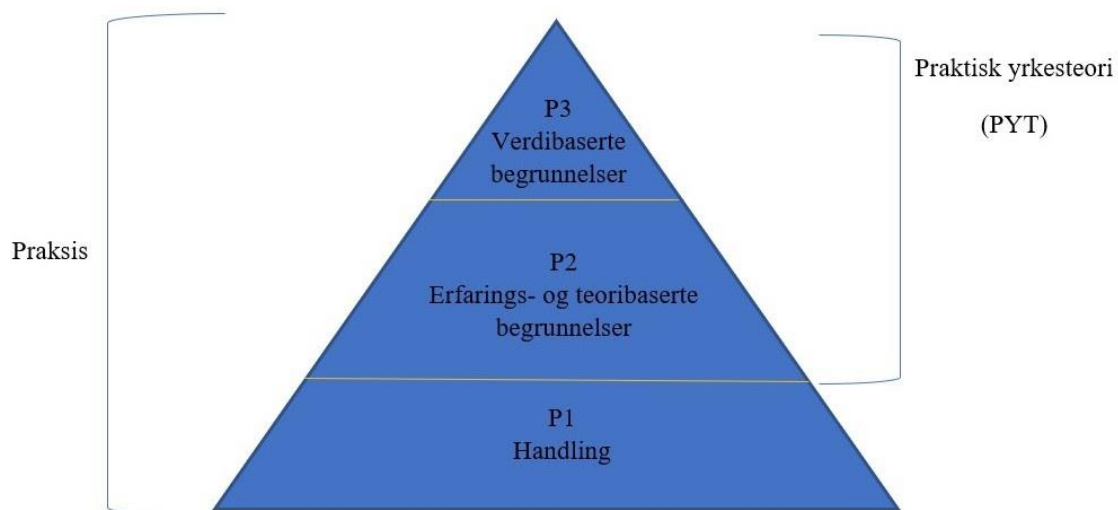 Praktisk yrkesteori
(PYT)
P3
Verdibaserte
begrunnelser
Praksis
P2
Erfarings- og teoribaserte
begrunnelser
P1
Handling